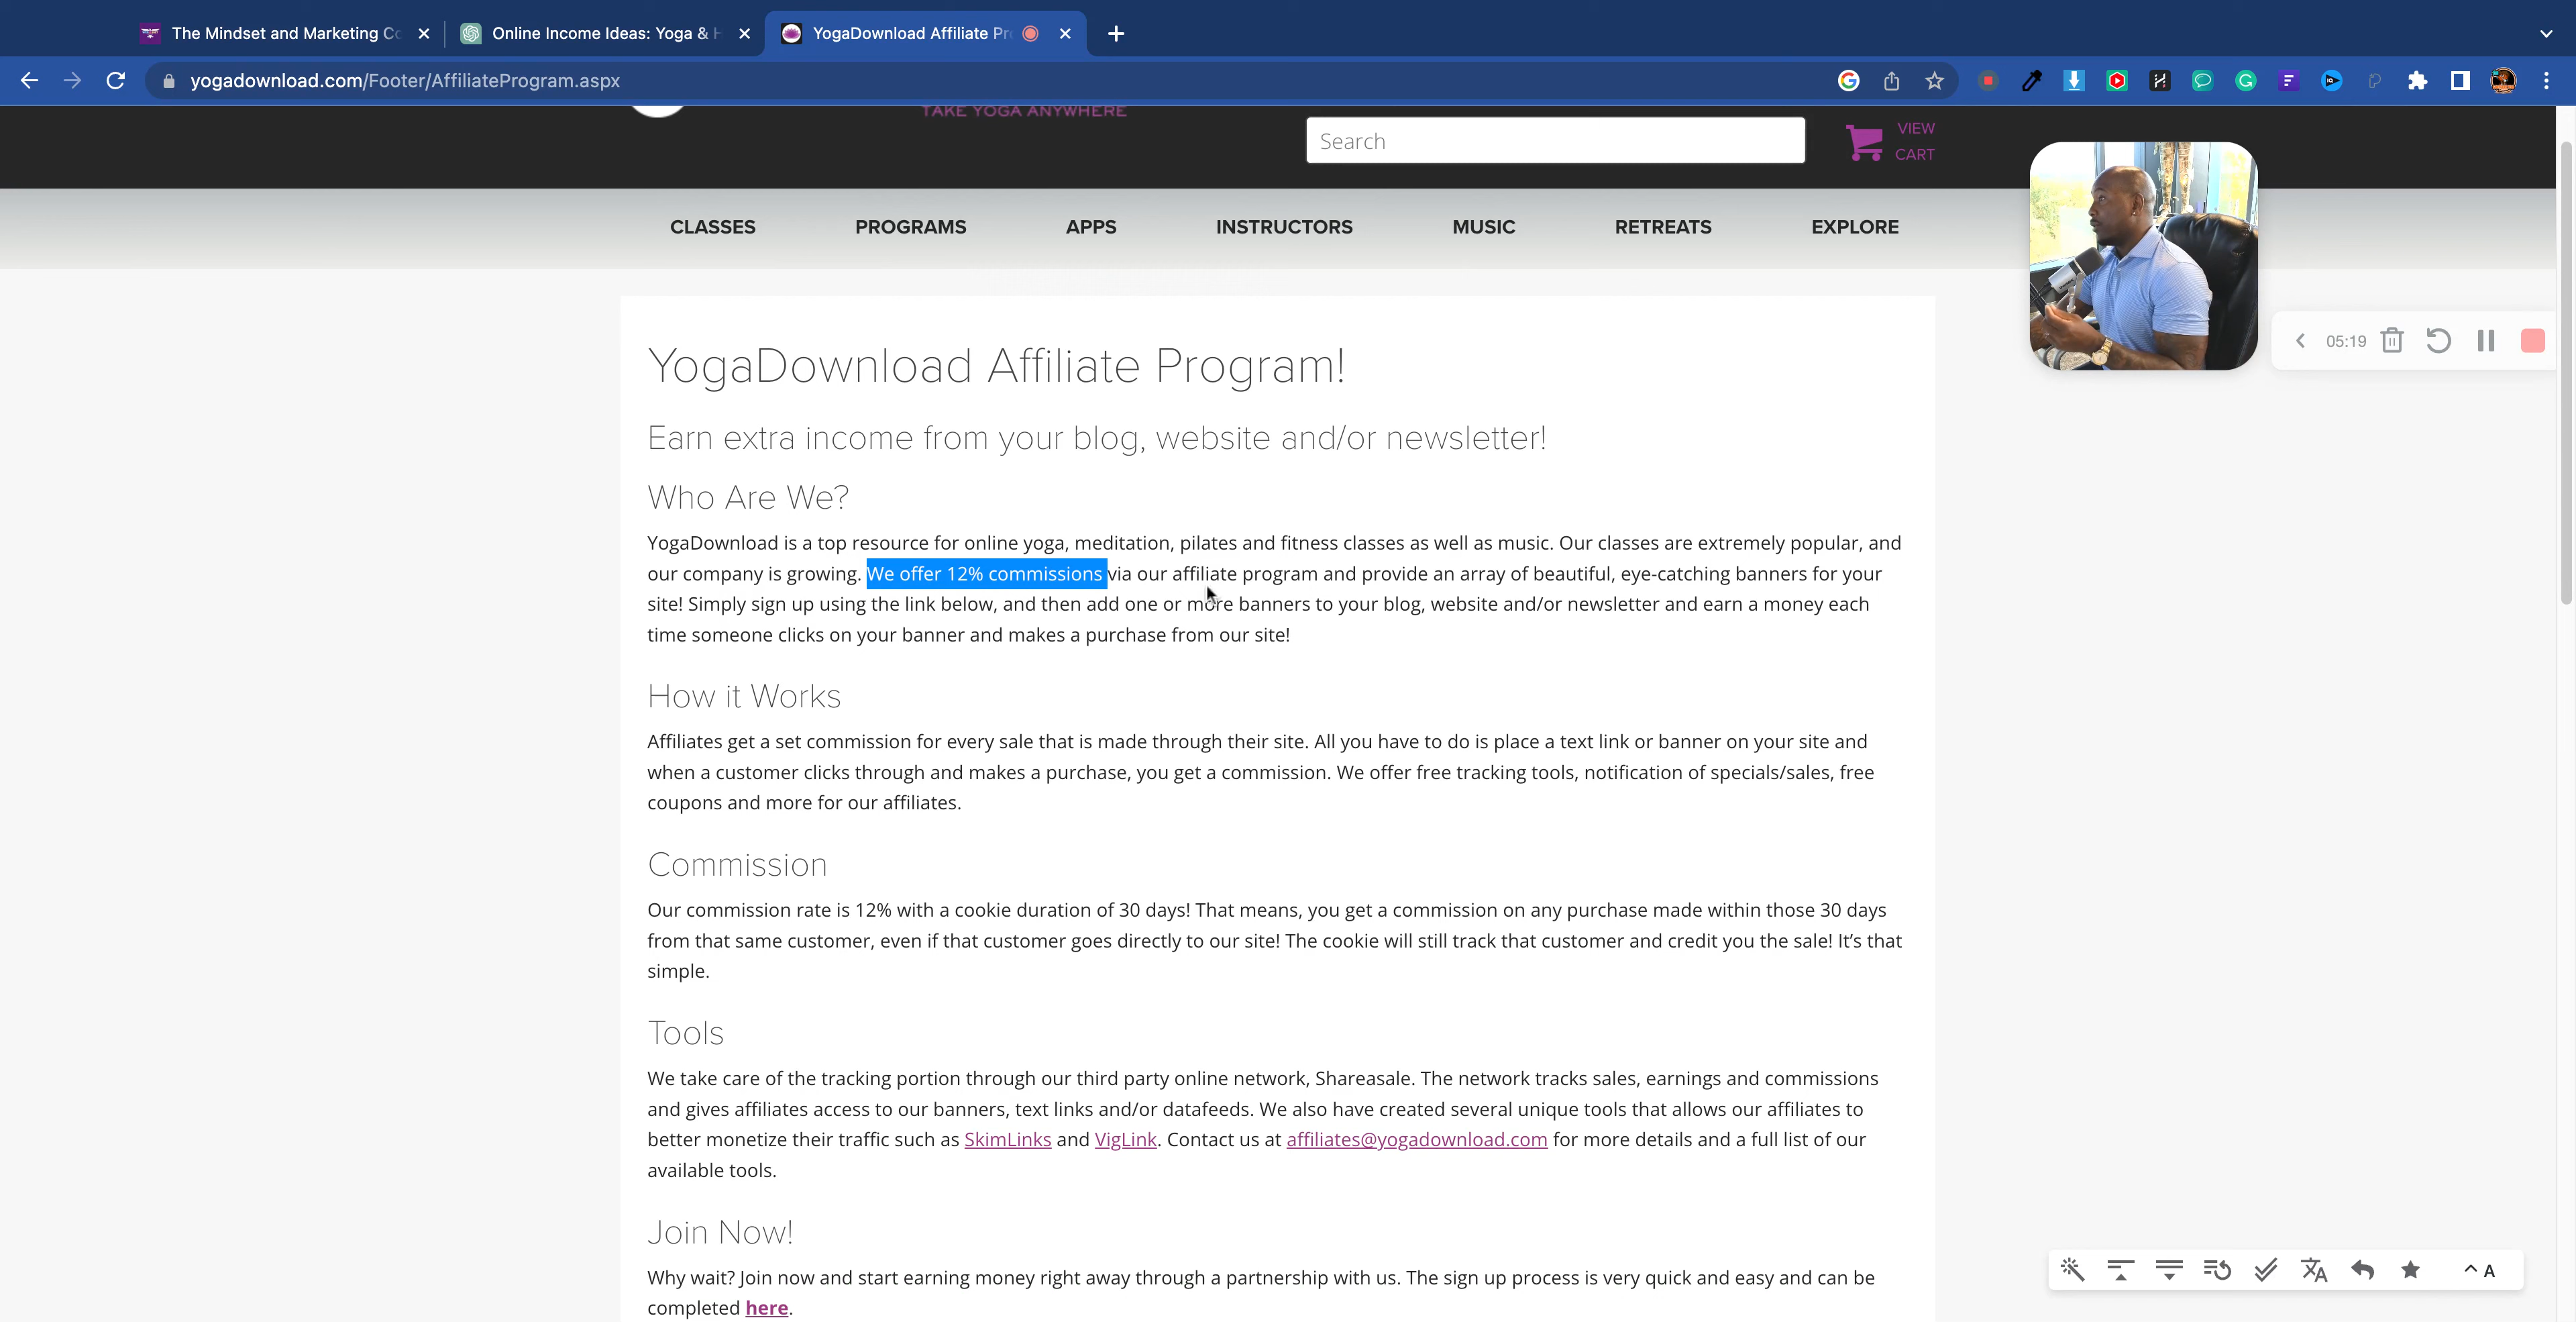 The Mindset and Marketing Co
Online Income Ideas: Yoga & H
YogaDownload Affiliate Pr
yogadownload.com/Footer/AffiliateProgram.aspx
TAKE YOGA ANYWHERE
Search
VIEW
CART
CLASSES PROGRAMS APPS INSTRUCTORS MUSIC RETREATS EXPLORE
05:19
YogaDownload Affiliate Program!
Earn extra income from your blog, website and/or newsletter!
Who Are We?
YogaDownload is a top resource for online yoga, meditation, pilates and fitness classes as well as music. Our classes are extremely popular, and
our company is growing. We offer 12% commissions via our affiliate program and provide an array of beautiful, eye-catching banners for your
site! Simply sign up using the link below, and then add one or more banners to your blog, website and/or newsletter and earn a money each
time someone clicks on your banner and makes a purchase from our site!
How it Works
Affiliates get a set commission for every sale that is made through their site. All you have to do is place a text link or banner on your site and
when a customer clicks through and makes a purchase, you get a commission. We offer free tracking tools, notification of specials/sales, free
coupons and more for our affiliates.
Commission
Our commission rate is 12% with a cookie duration of 30 days! That means, you get a commission on any purchase made within those 30 days
from that same customer, even if that customer goes directly to our site! The cookie will still track that customer and credit you the sale! It’s that
simple.
Tools
We take care of the tracking portion through our third party online network, Shareasale. The network tracks sales, earnings and commissions
and gives affiliates access to our banners, text links and/or datafeeds. We also have created several unique tools that allows our affiliates to
better monetize their traffic such as SkimLinks and VigLink. Contact us at affiliates@yogadownload.com for more details and a full list of our
available tools.
Join Now!
Why wait? Join now and start earning money right away through a partnership with us. The sign up process is very quick and easy and can be
completed here.
A